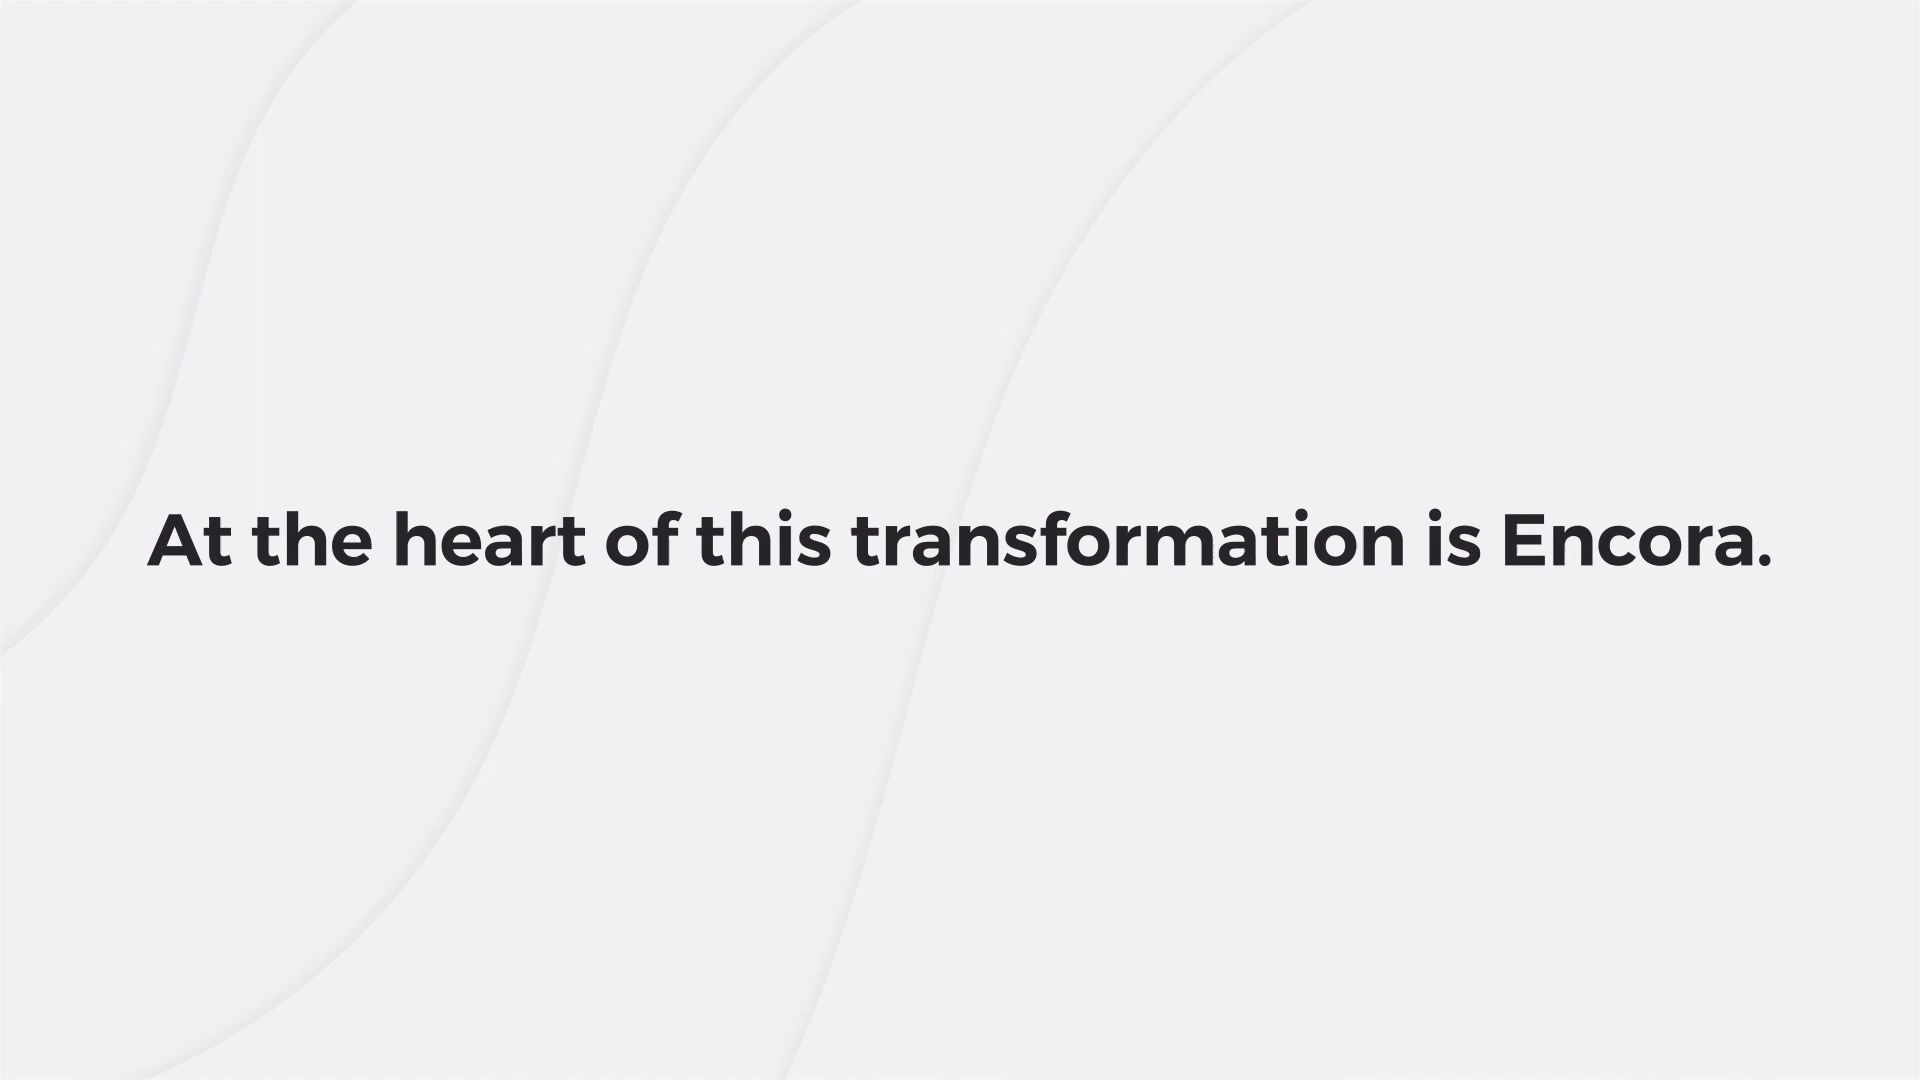 At the heart of this transformation is Encora.